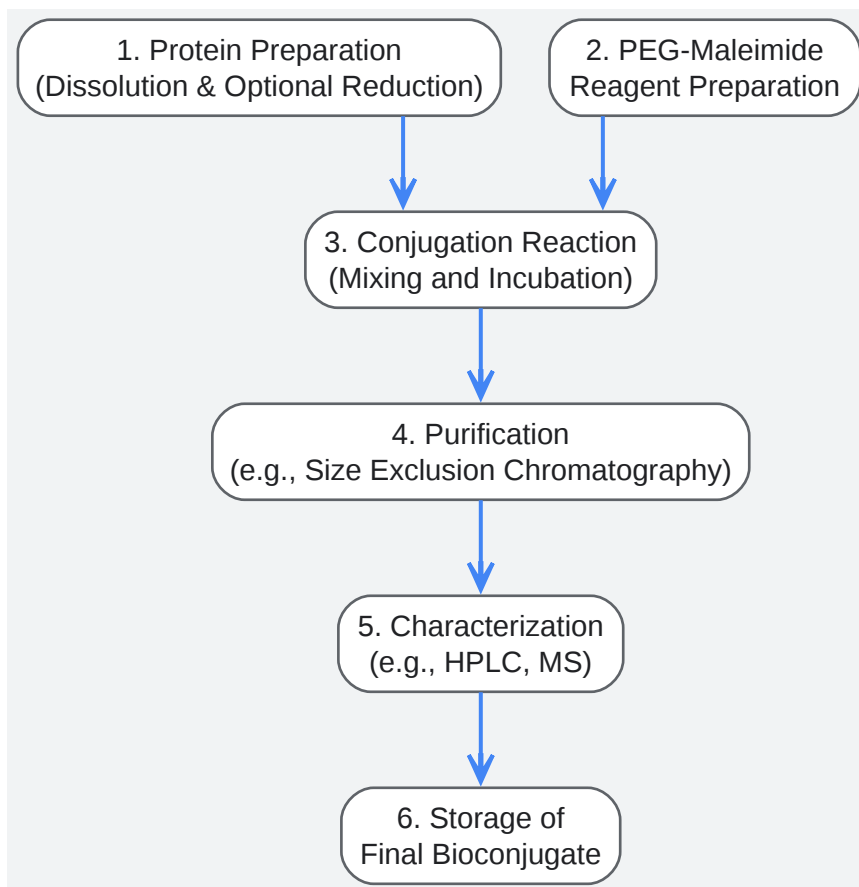 1. Protein Preparation
(Dissolution & Optional Reduction)
2. PEG-Maleimide
Reagent Preparation
3. Conjugation Reaction
(Mixing and Incubation)
4. Purification
(e.g., Size Exclusion Chromatography)
5. Characterization
(e.g., HPLC, MS)
6. Storage of
Final Bioconjugate